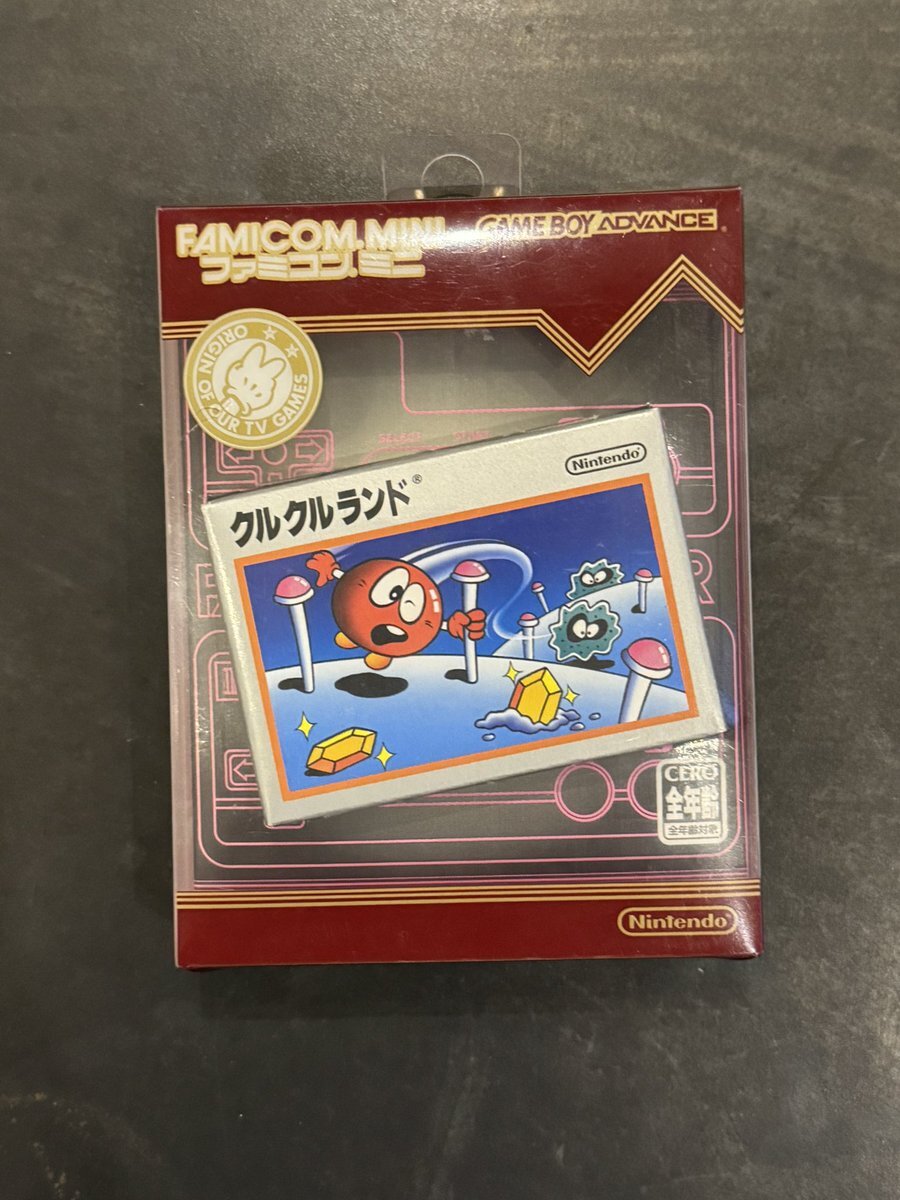 FAMICOM MINI
ファミコン ミニ
GAME BOY ADVANCE
ORIGIN OF OUR TV GAMES
SELECT
Nintendo®
クルクルランド®
CERO
全年齢
全年齢対象
Nintendo®